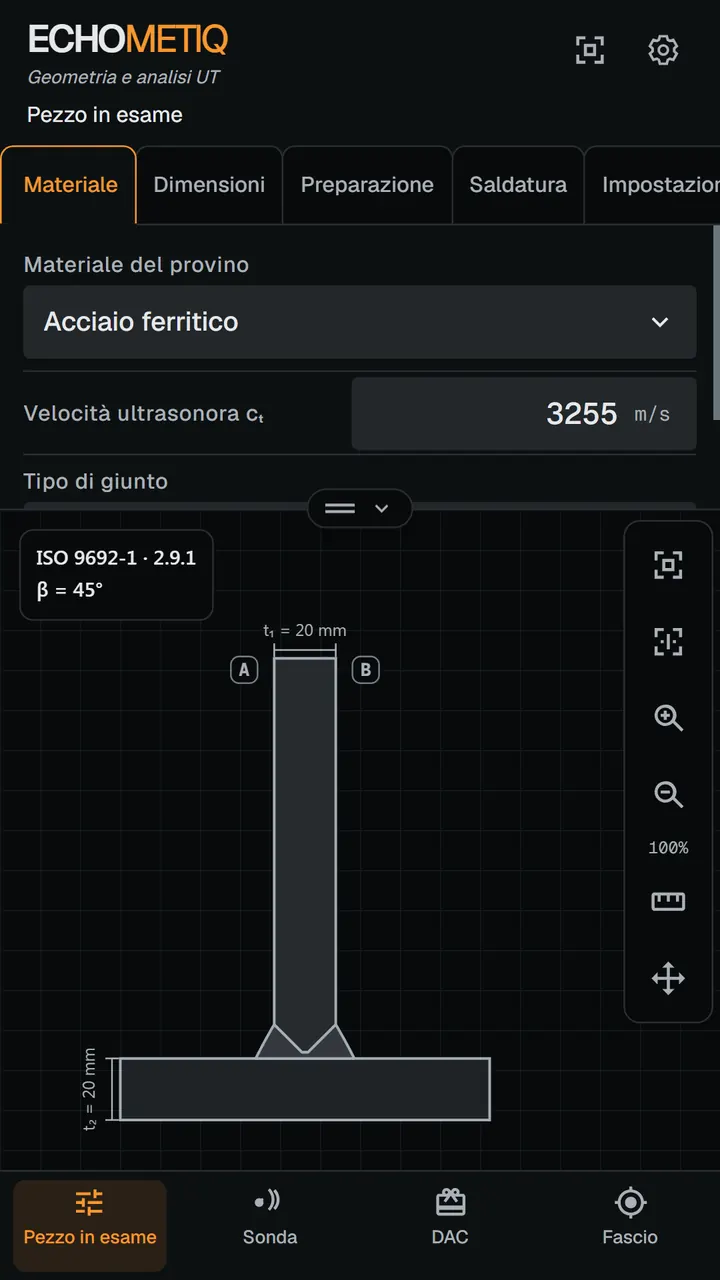 ECHOMETIQ
Geometria e analisi UT
Pezzo in esame
Materiale Dimensioni Preparazione Saldatura Impostazion
Materiale del provino
Acciaio ferritico
Velocità ultrasonora cₜ 3255 m/s
Tipo di giunto
ISO 9692-1 · 2.9.1
β = 45°
t₁ = 20 mm
A B
100%
t₂ = 20 mm
Pezzo in esame Sonda DAC Fascio